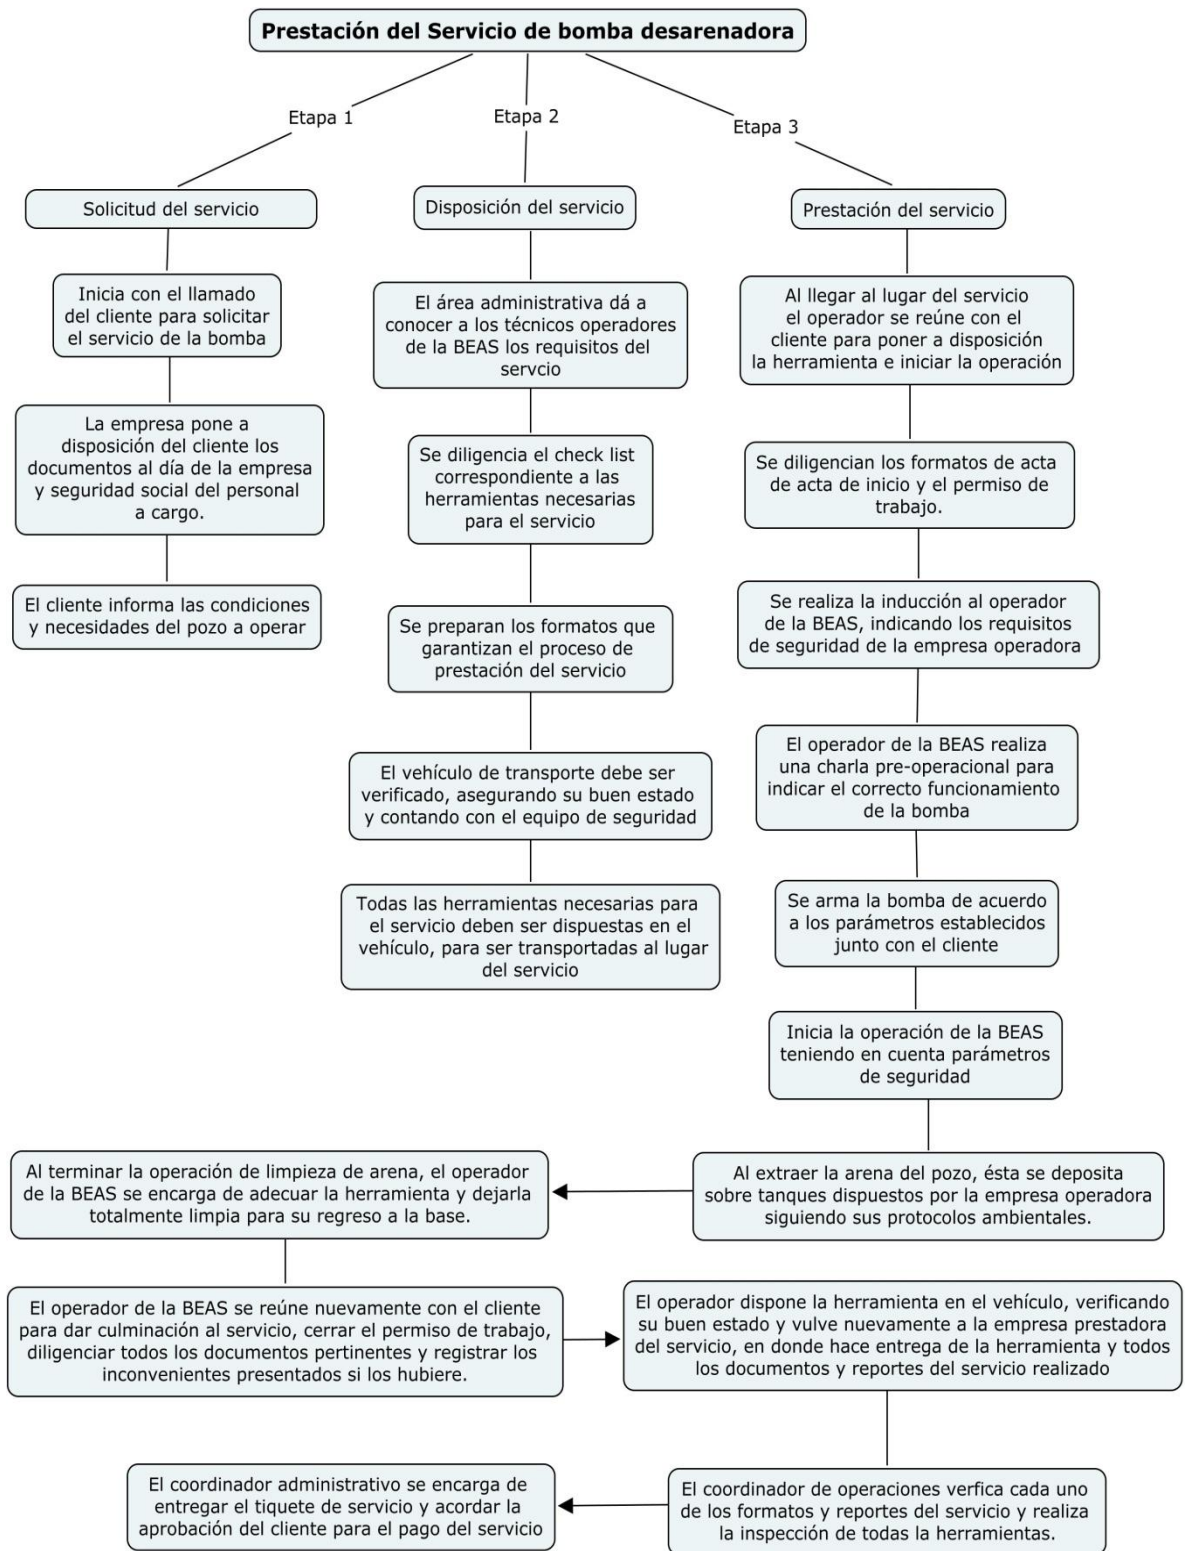 Prestación del Servicio de bomba desarenadora
Etapa 1
Etapa 2
Etapa 3
Solicitud del servicio
Inicia con el llamado
del cliente para solicitar
el servicio de la bomba
La empresa pone a
disposición del cliente los
documentos al día de la empresa
y seguridad social del personal
a cargo.
El cliente informa las condiciones
y necesidades del pozo a operar
Disposición del servicio
El área administrativa dá a
conocer a los técnicos operadores
de la BEAS los requisitos del
servcio
Se diligencia el check list
correspondiente a las
herramientas necesarias
para el servicio
Se preparan los formatos que
garantizan el proceso de
prestación del servicio
El vehículo de transporte debe ser
verificado, asegurando su buen estado
y contando con el equipo de seguridad
Todas las herramientas necesarias para
el servicio deben ser dispuestas en el
vehículo, para ser transportadas al lugar
del servicio
Prestación del servicio
Al llegar al lugar del servicio
el operador se reúne con el
cliente para poner a disposición
la herramienta e iniciar la operación
Se diligencian los formatos de acta
de acta de inicio y el permiso de
trabajo.
Se realiza la inducción al operador
de la BEAS, indicando los requisitos
de seguridad de la empresa operadora
El operador de la BEAS realiza
una charla pre-operacional para
indicar el correcto funcionamiento
de la bomba
Se arma la bomba de acuerdo
a los parámetros establecidos
junto con el cliente
Inicia la operación de la BEAS
teniendo en cuenta parámetros
de seguridad
Al extraer la arena del pozo, ésta se deposita
sobre tanques dispuestos por la empresa operadora
siguiendo sus protocolos ambientales.
Al terminar la operación de limpieza de arena, el operador
de la BEAS se encarga de adecuar la herramienta y dejarla
totalmente limpia para su regreso a la base.
El operador de la BEAS se reúne nuevamente con el cliente
para dar culminación al servicio, cerrar el permiso de trabajo,
diligenciar todos los documentos pertinentes y registrar los
inconvenientes presentados si los hubiere.
El operador dispone la herramienta en el vehículo, verificando
su buen estado y vulve nuevamente a la empresa prestadora
del servicio, en donde hace entrega de la herramienta y todos
los documentos y reportes del servicio realizado
El coordinador de operaciones verfica cada uno
de los formatos y reportes del servicio y realiza
la inspección de todas la herramientas.
El coordinador administrativo se encarga de
entregar el tiquete de servicio y acordar la
aprobación del cliente para el pago del servicio